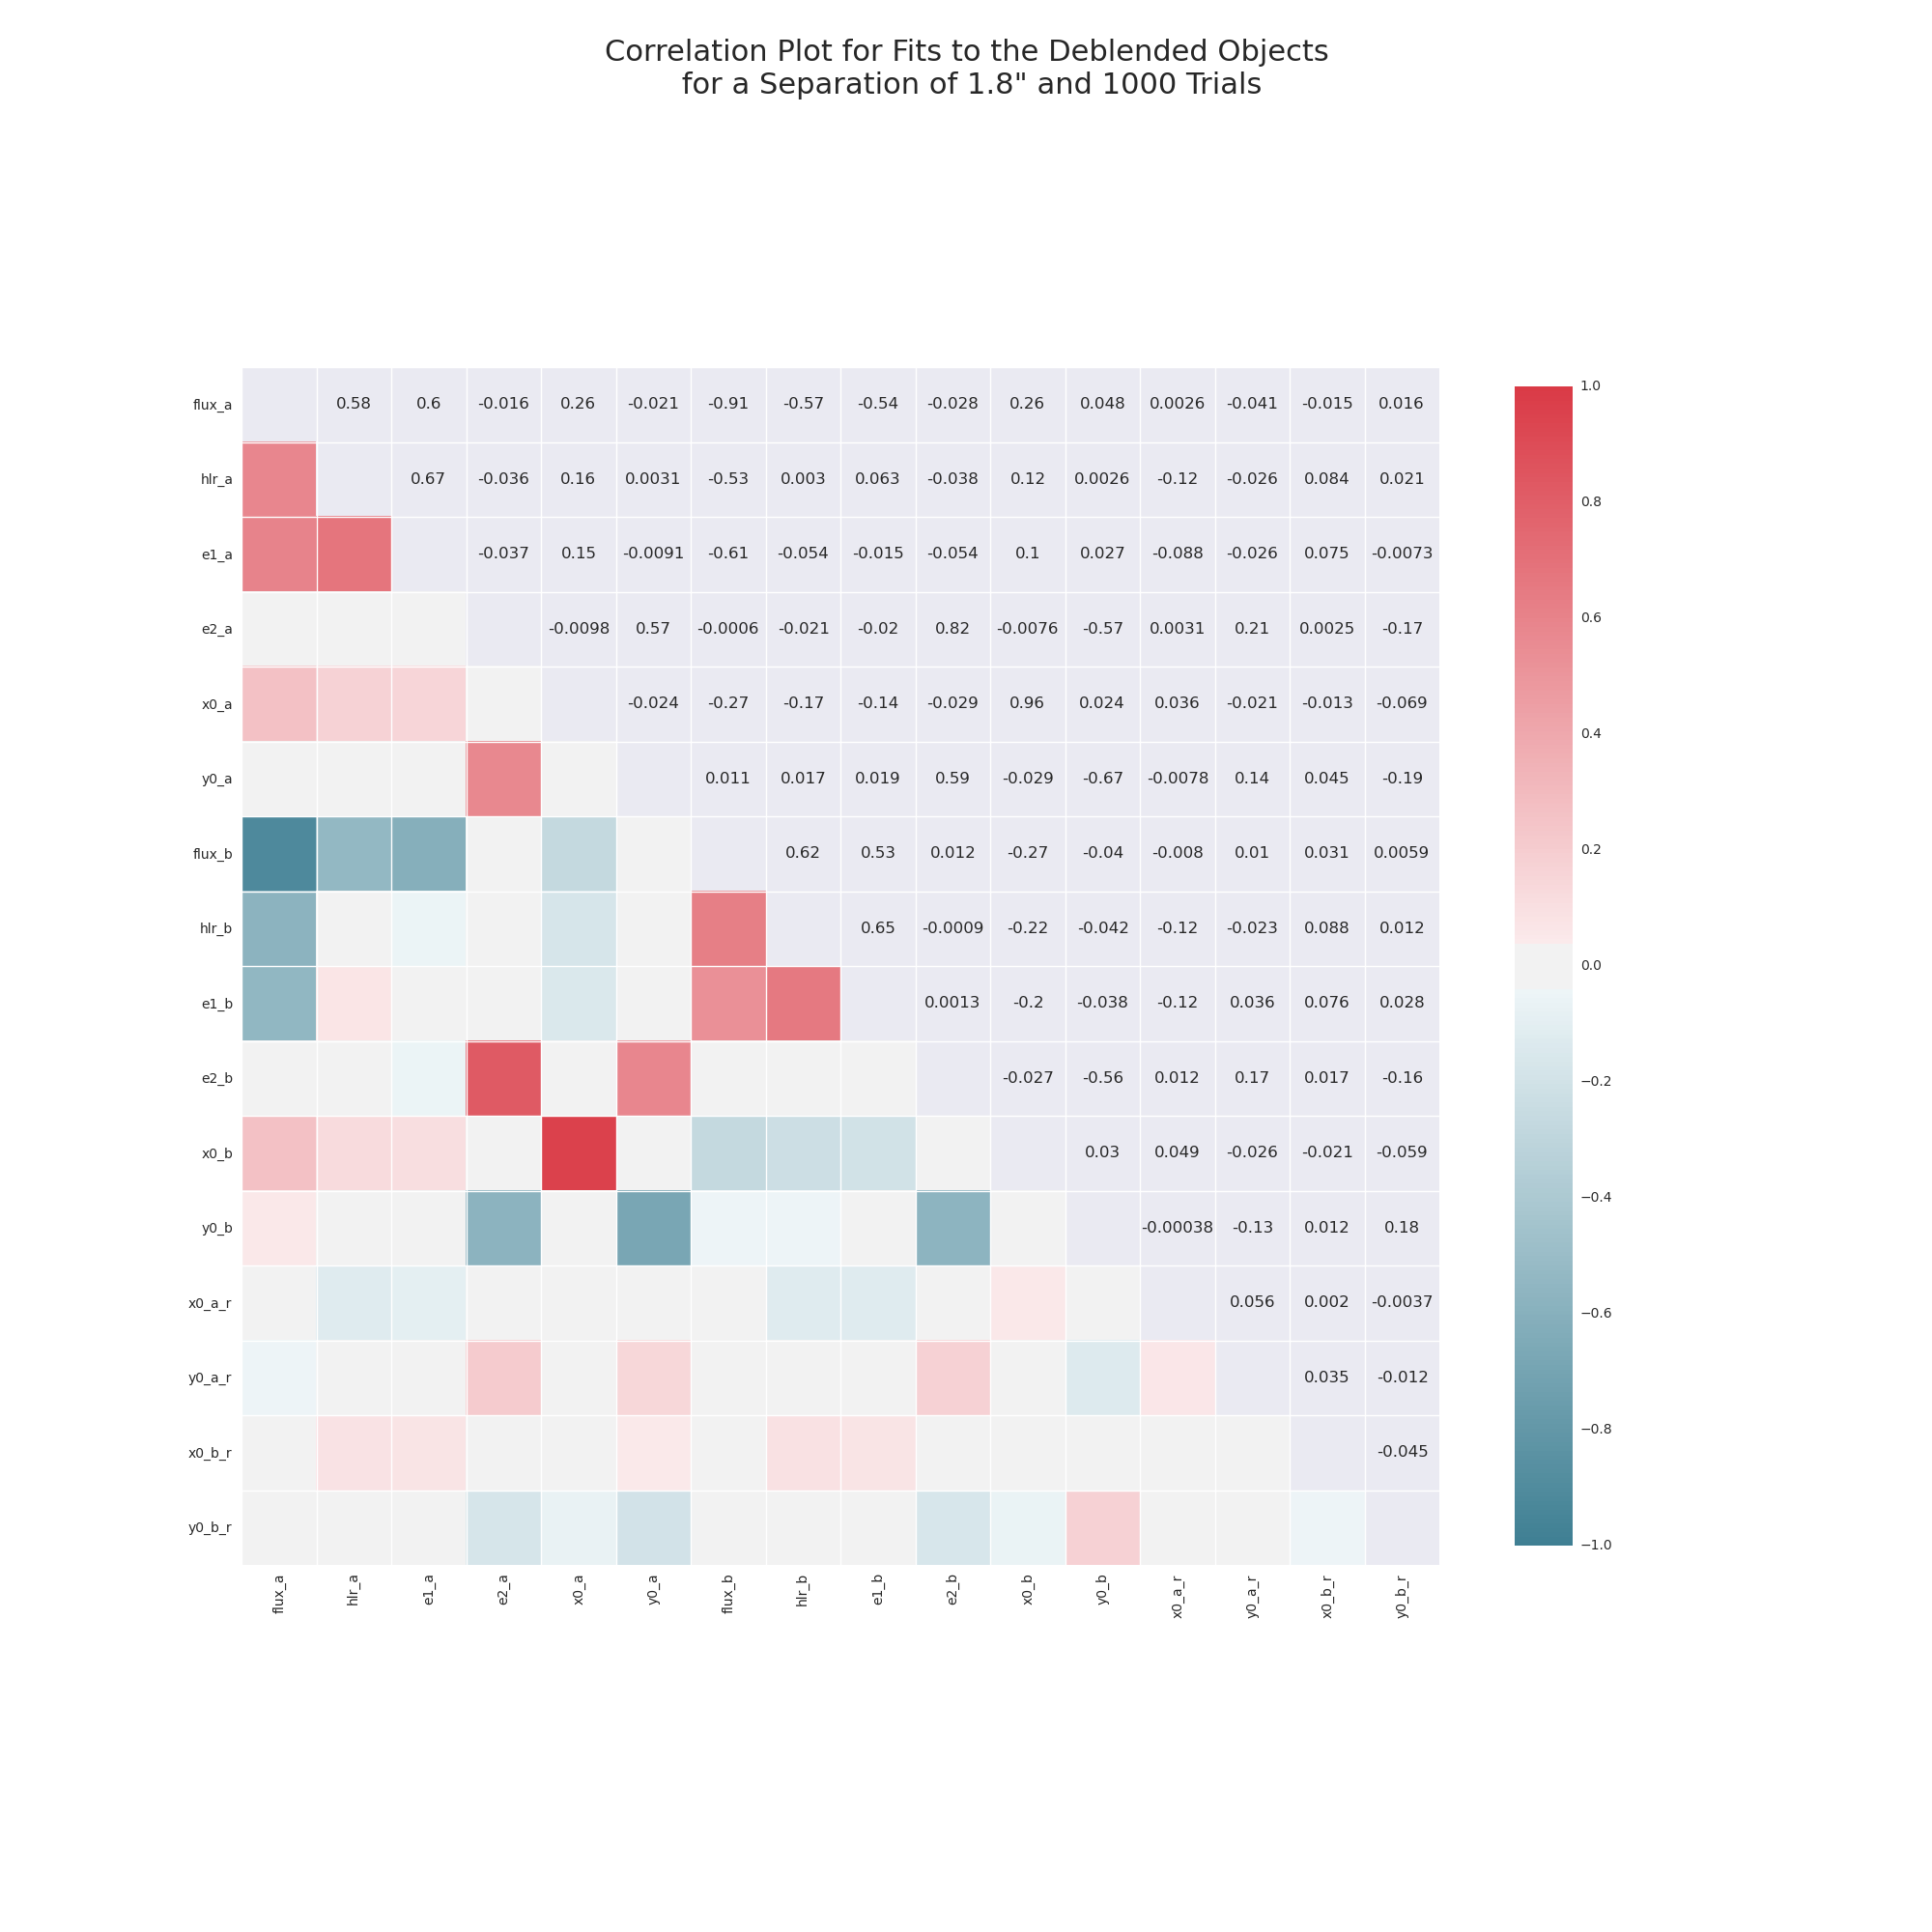 Correlation Plot for Fits to the Deblended Objects
for a Separation of 1.8" and 1000 Trials
flux_a 0.58 0.6 -0.016 0.26 -0.021 -0.91 -0.57 -0.54 -0.028 0.26 0.048 0.0026 -0.041 -0.015 0.016
hlr_a 0.67 -0.036 0.16 0.0031 -0.53 0.003 0.063 -0.038 0.12 0.0026 -0.12 -0.026 0.084 0.021
e1_a -0.037 0.15 -0.0091 -0.61 -0.054 -0.015 -0.054 0.1 0.027 -0.088 -0.026 0.075 -0.0073
e2_a -0.0098 0.57 -0.0006 -0.021 -0.02 0.82 -0.0076 -0.57 0.0031 0.21 0.0025 -0.17
x0_a -0.024 -0.27 -0.17 -0.14 -0.029 0.96 0.024 0.036 -0.021 -0.013 -0.069
y0_a 0.011 0.017 0.019 0.59 -0.029 -0.67 -0.0078 0.14 0.045 -0.19
flux_b 0.62 0.53 0.012 -0.27 -0.04 -0.008 0.01 0.031 0.0059
hlr_b 0.65 -0.0009 -0.22 -0.042 -0.12 -0.023 0.088 0.012
e1_b 0.0013 -0.2 -0.038 -0.12 0.036 0.076 0.028
e2_b -0.027 -0.56 0.012 0.17 0.017 -0.16
x0_b 0.03 0.049 -0.026 -0.021 -0.059
y0_b -0.00038 -0.13 0.012 0.18
x0_a_r 0.056 0.002 -0.0037
y0_a_r 0.035 -0.012
x0_b_r -0.045
y0_b_r
flux_a hlr_a e1_a e2_a x0_a y0_a flux_b hlr_b e1_b e2_b x0_b y0_b x0_a_r y0_a_r x0_b_r y0_b_r
1.0
0.8
0.6
0.4
0.2
0.0
−0.2
−0.4
−0.6
−0.8
−1.0